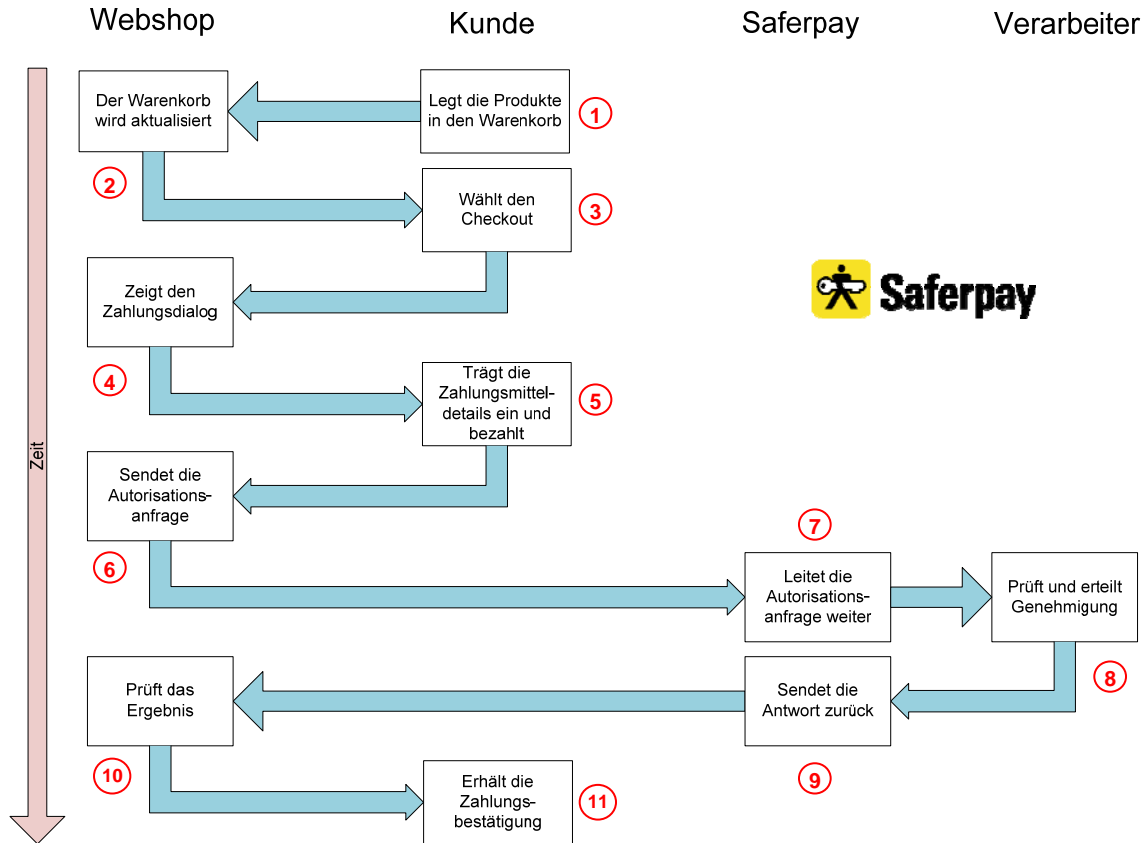 Webshop
Kunde
Saferpay
Verarbeiter
Der Warenkorb
wird aktualisiert
Legt die Produkte
in den Warenkorb
1
2
Wählt den
Checkout
3
Zeigt den
Zahlungsdialog
Saferpay
4
Trägt die
Zahlungsmittel-
details ein und
bezahlt
5
Zeit
Sendet die
Autorisations-
anfrage
6
7
Leitet die
Autorisations-
anfrage weiter
Prüft und erteilt
Genehmigung
8
Prüft das
Ergebnis
Sendet die
Antwort zurück
9
10
Erhält die
Zahlungs-
bestätigung
11